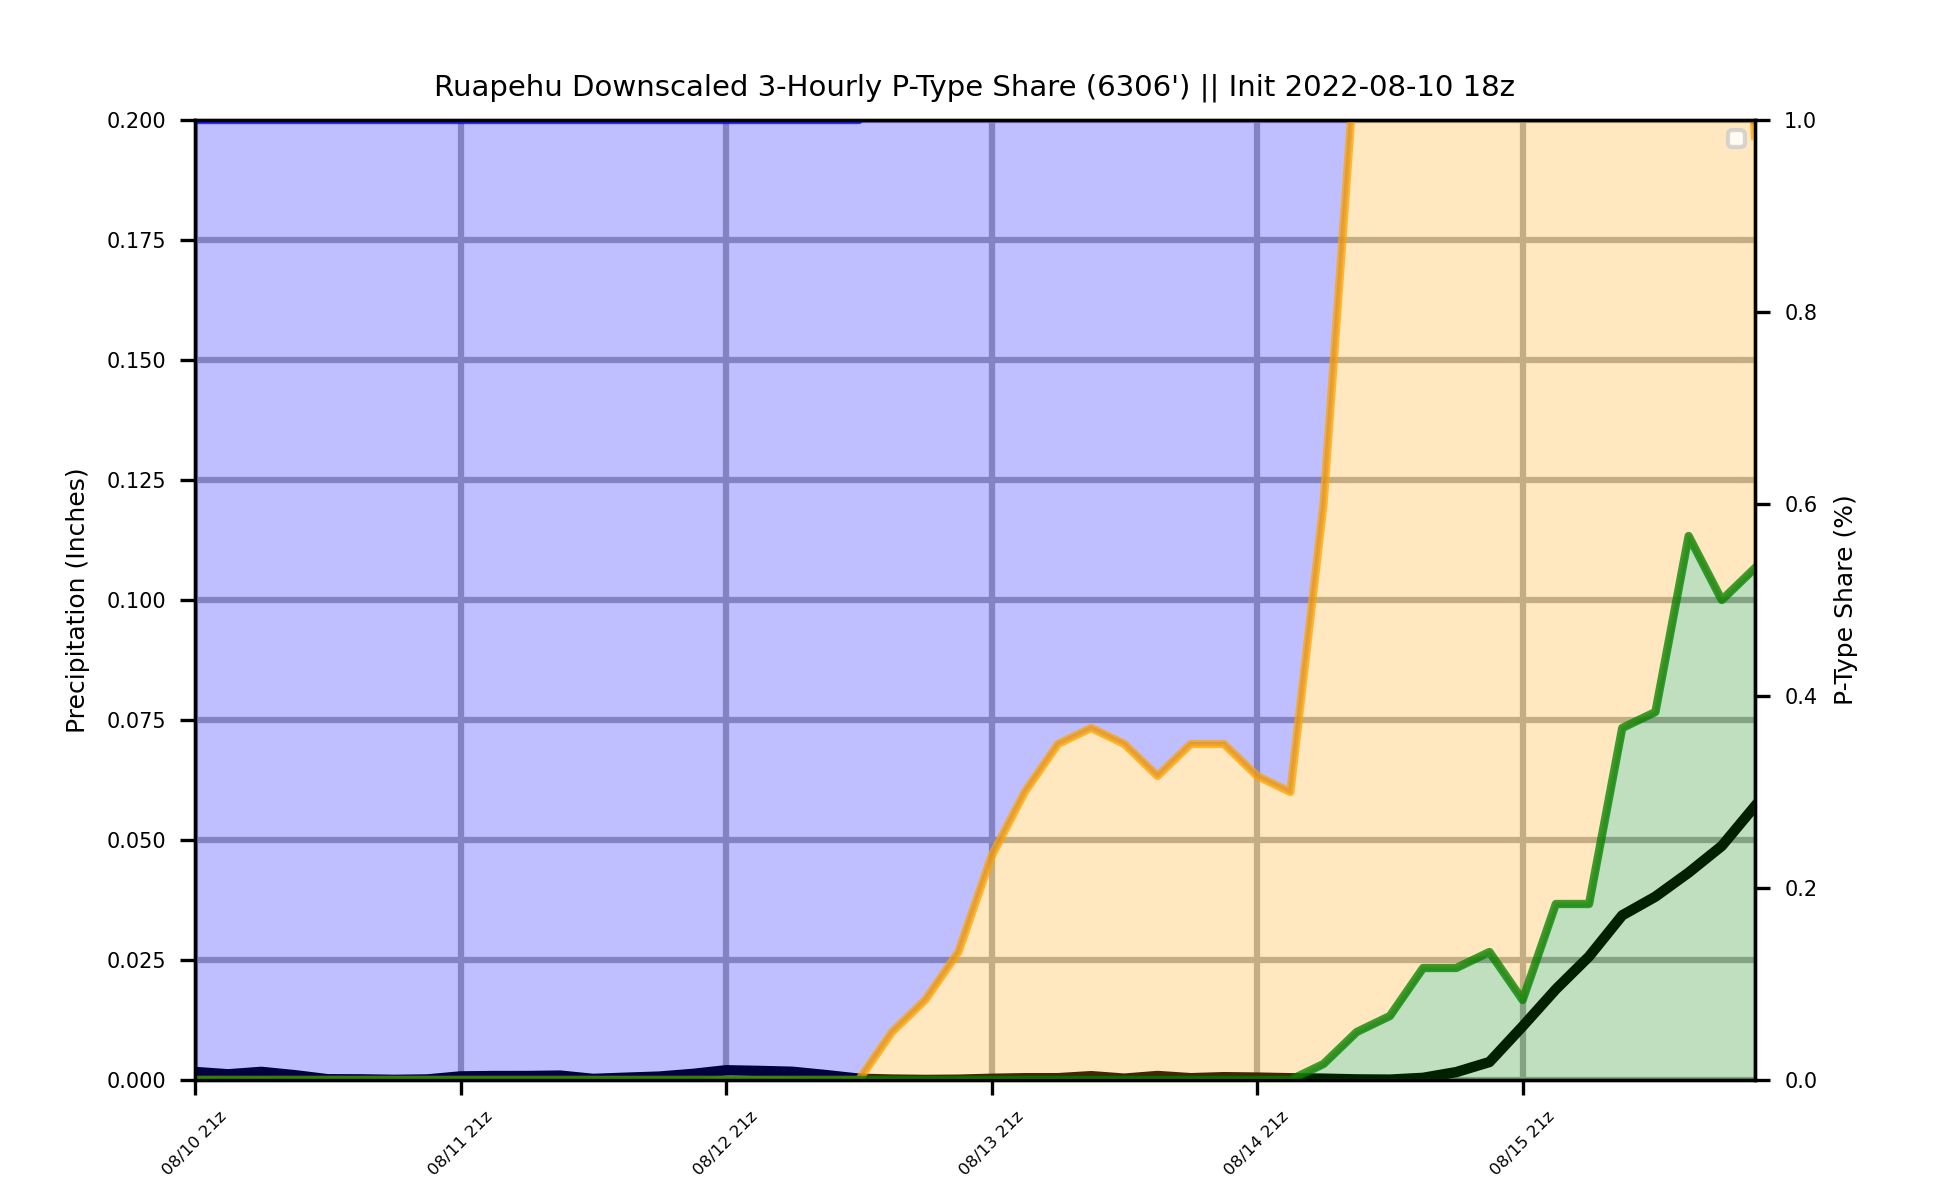 Ruapehu Downscaled 3-Hourly P-Type Share (6306') || Init 2022-08-10 18z
0.200
0.175
0.150
0.125
0.100
0.075
0.050
0.025
0.000
Precipitation (Inches)
1.0
0.8
0.6
0.4
0.2
0.0
P-Type Share (%)
08/10 21z
08/11 21z
08/12 21z
08/13 21z
08/14 21z
08/15 21z